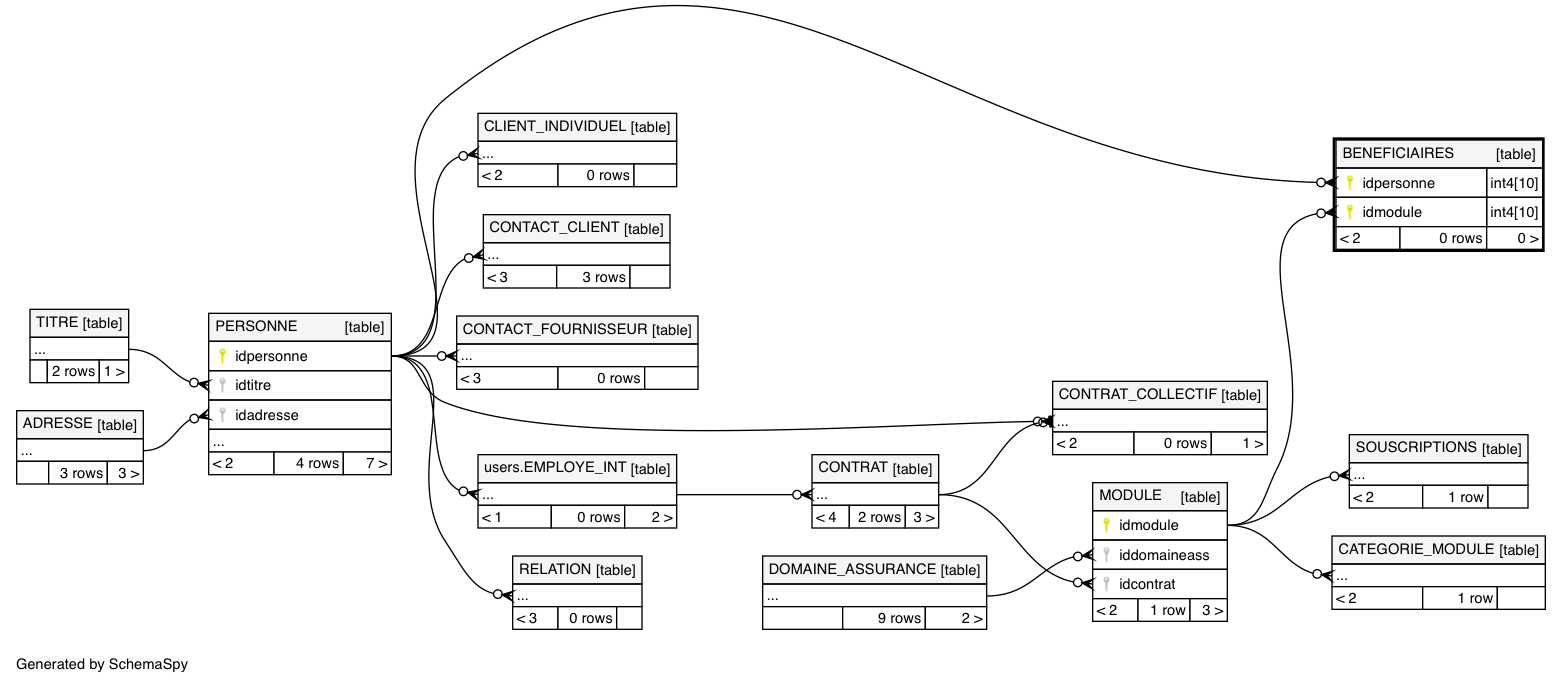 CLIENT_INDIVIDUEL [table]
...
< 2 0 rows
BENEFICIAIRES [table]
idpersonne int4[10]
idmodule int4[10]
< 2 0 rows 0 >
CONTACT_CLIENT [table]
...
< 3 3 rows
TITRE [table]
...
2 rows 1 >
PERSONNE [table]
idpersonne
idtitre
idadresse
...
< 2 4 rows 7 >
CONTACT_FOURNISSEUR [table]
...
< 3 0 rows
ADRESSE [table]
...
3 rows 3 >
CONTRAT_COLLECTIF [table]
...
< 2 0 rows 1 >
users.EMPLOYE_INT [table]
...
< 1 0 rows 2 >
CONTRAT [table]
...
< 4 2 rows 3 >
MODULE [table]
idmodule
iddomaineass
idcontrat
< 2 1 row 3 >
SOUSCRIPTIONS [table]
...
< 2 1 row
RELATION [table]
...
< 3 0 rows
DOMAINE_ASSURANCE [table]
...
9 rows 2 >
CATEGORIE_MODULE [table]
...
< 2 1 row
Generated by SchemaSpy